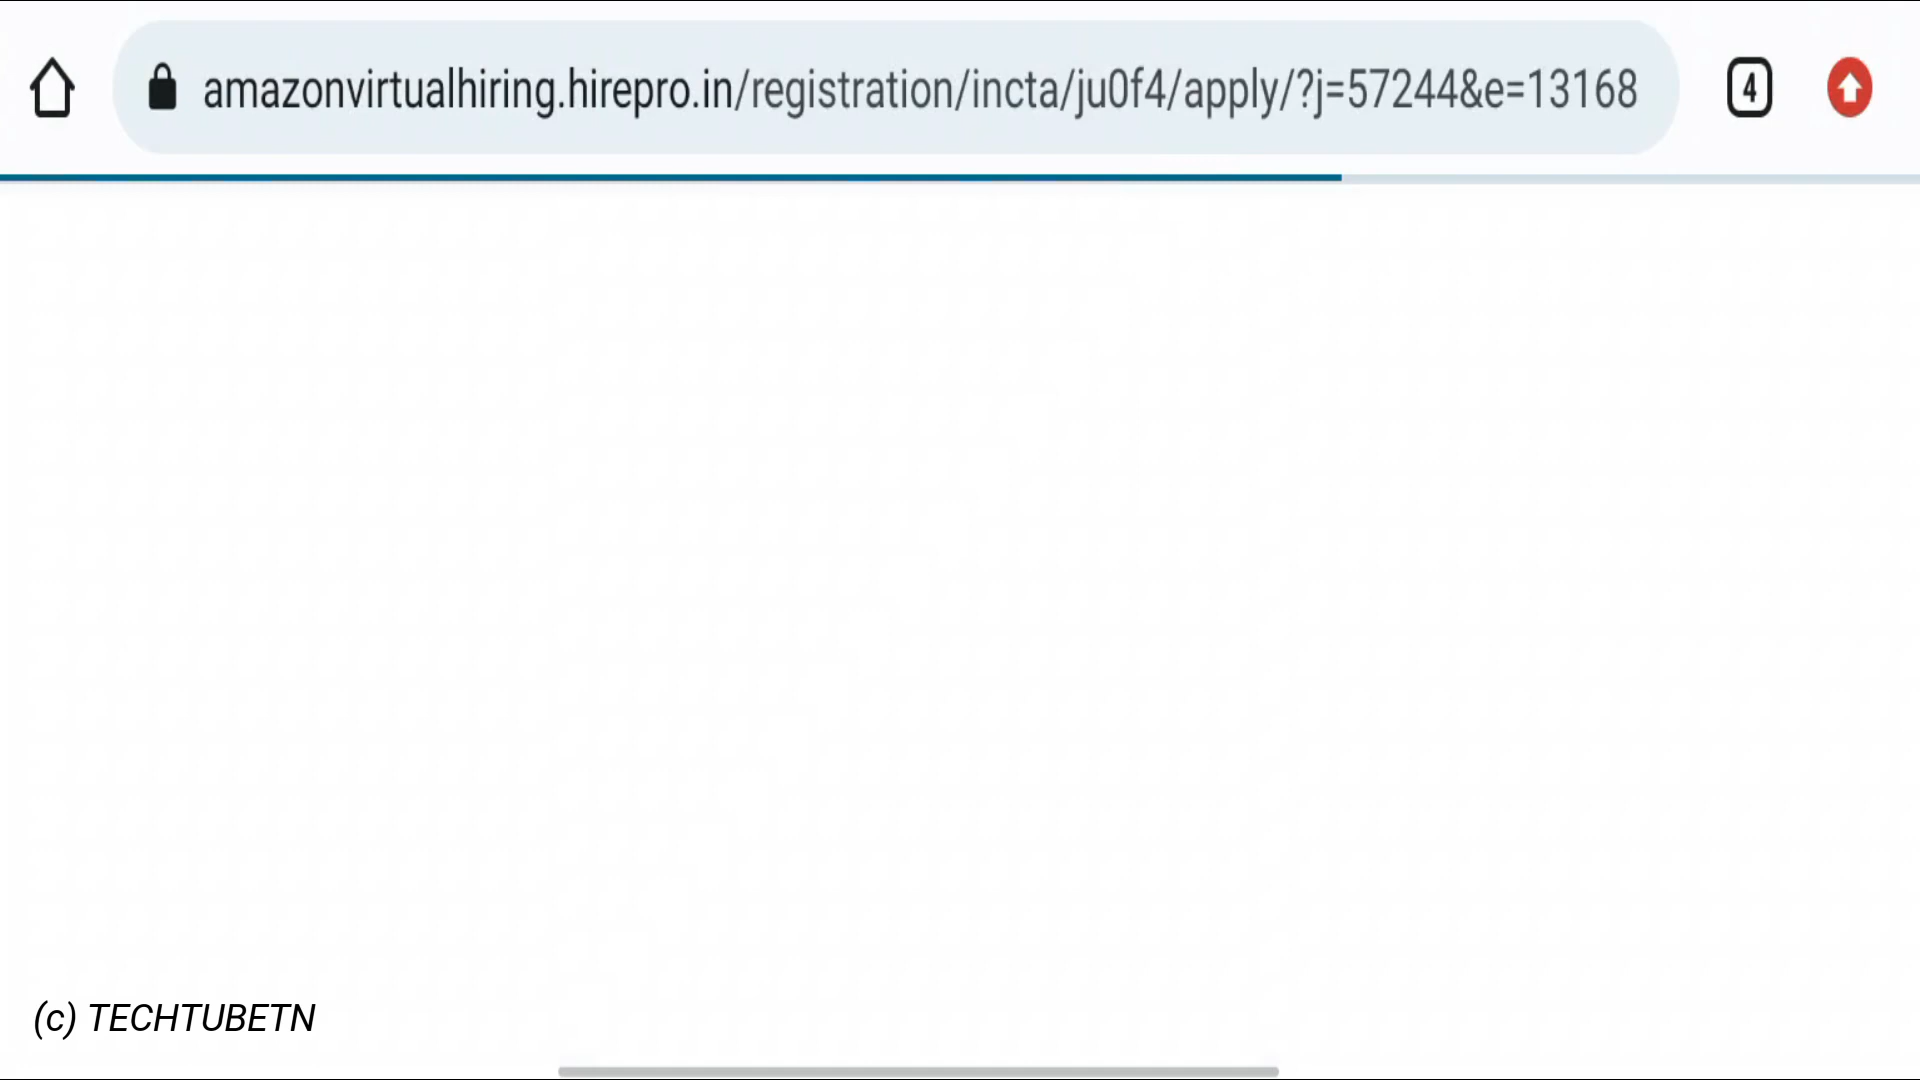 amazonvirtualhiring.hirepro.in/registration/incta/ju0f4/apply/?j=57244&e=13168
4
(c) TECHTUBETN